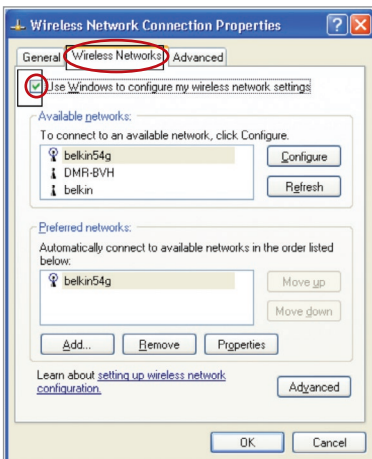 Wireless Network Connection Properties
General Wireless Networks Advanced
Use Windows to configure my wireless network settings
Available networks:
To connect to an available network, click Configure.
belkin54g
DMR-BVH
belkin
Configure
Refresh
Preferred networks:
Automatically connect to available networks in the order listed
below:
belkin54g
Move up
Move down
Add... Remove Properties
Learn about setting up wireless network
configuration.
Advanced
OK Cancel